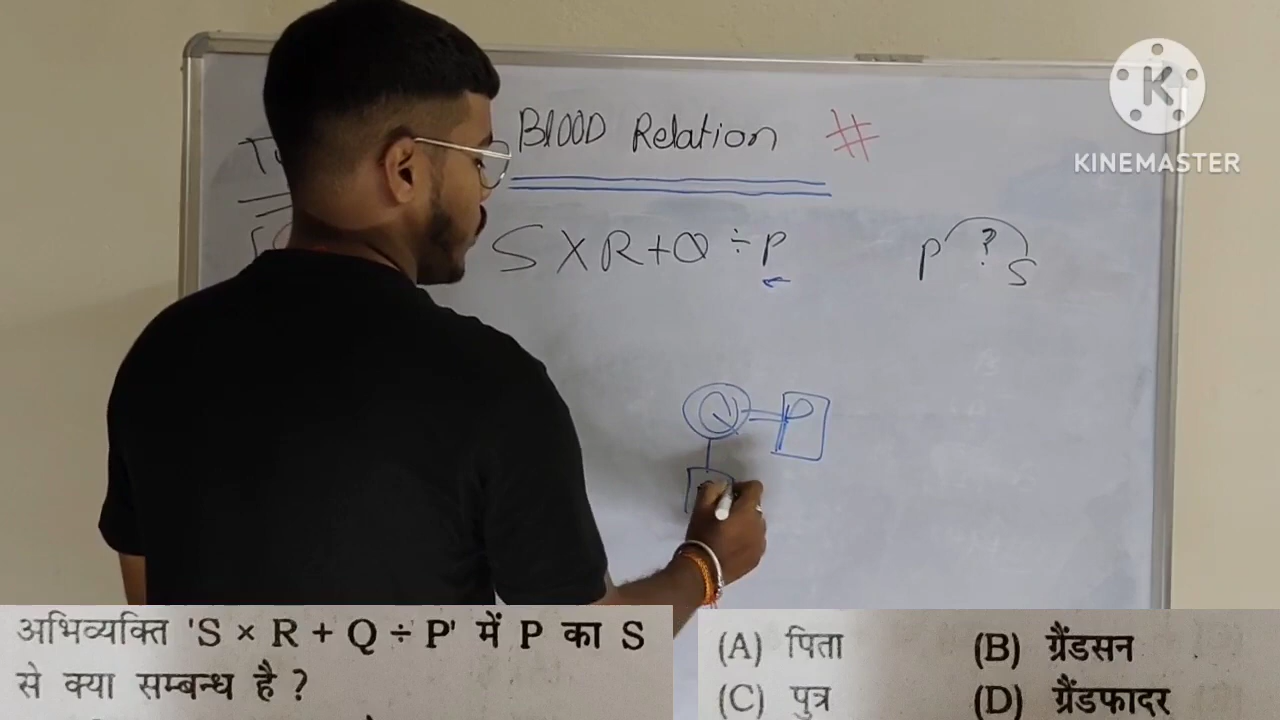 BLOOD Relation #
S X R + Q ÷ P
P ? S
Q = P
K
KINEMASTER
अभिव्यक्ति 'S × R + Q ÷ P' में P का S
से क्या सम्बन्ध है ?
(A) पिता (B) ग्रैंडसन
(C) पुत्र (D) ग्रैंडफादर